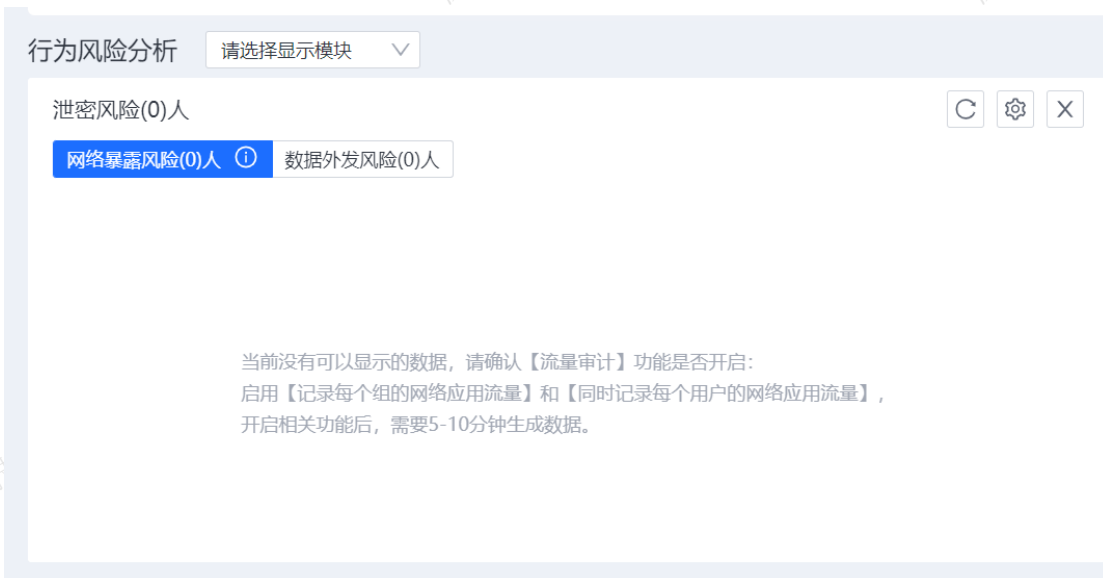 行为风险分析
请选择显示模块
泄密风险(0)人
网络暴露风险(0)人
数据外发风险(0)人
当前没有可以显示的数据，请确认【流量审计】功能是否开启：
启用【记录每个组的网络应用流量】和【同时记录每个用户的网络应用流量】，
开启相关功能后，需要5-10分钟生成数据。